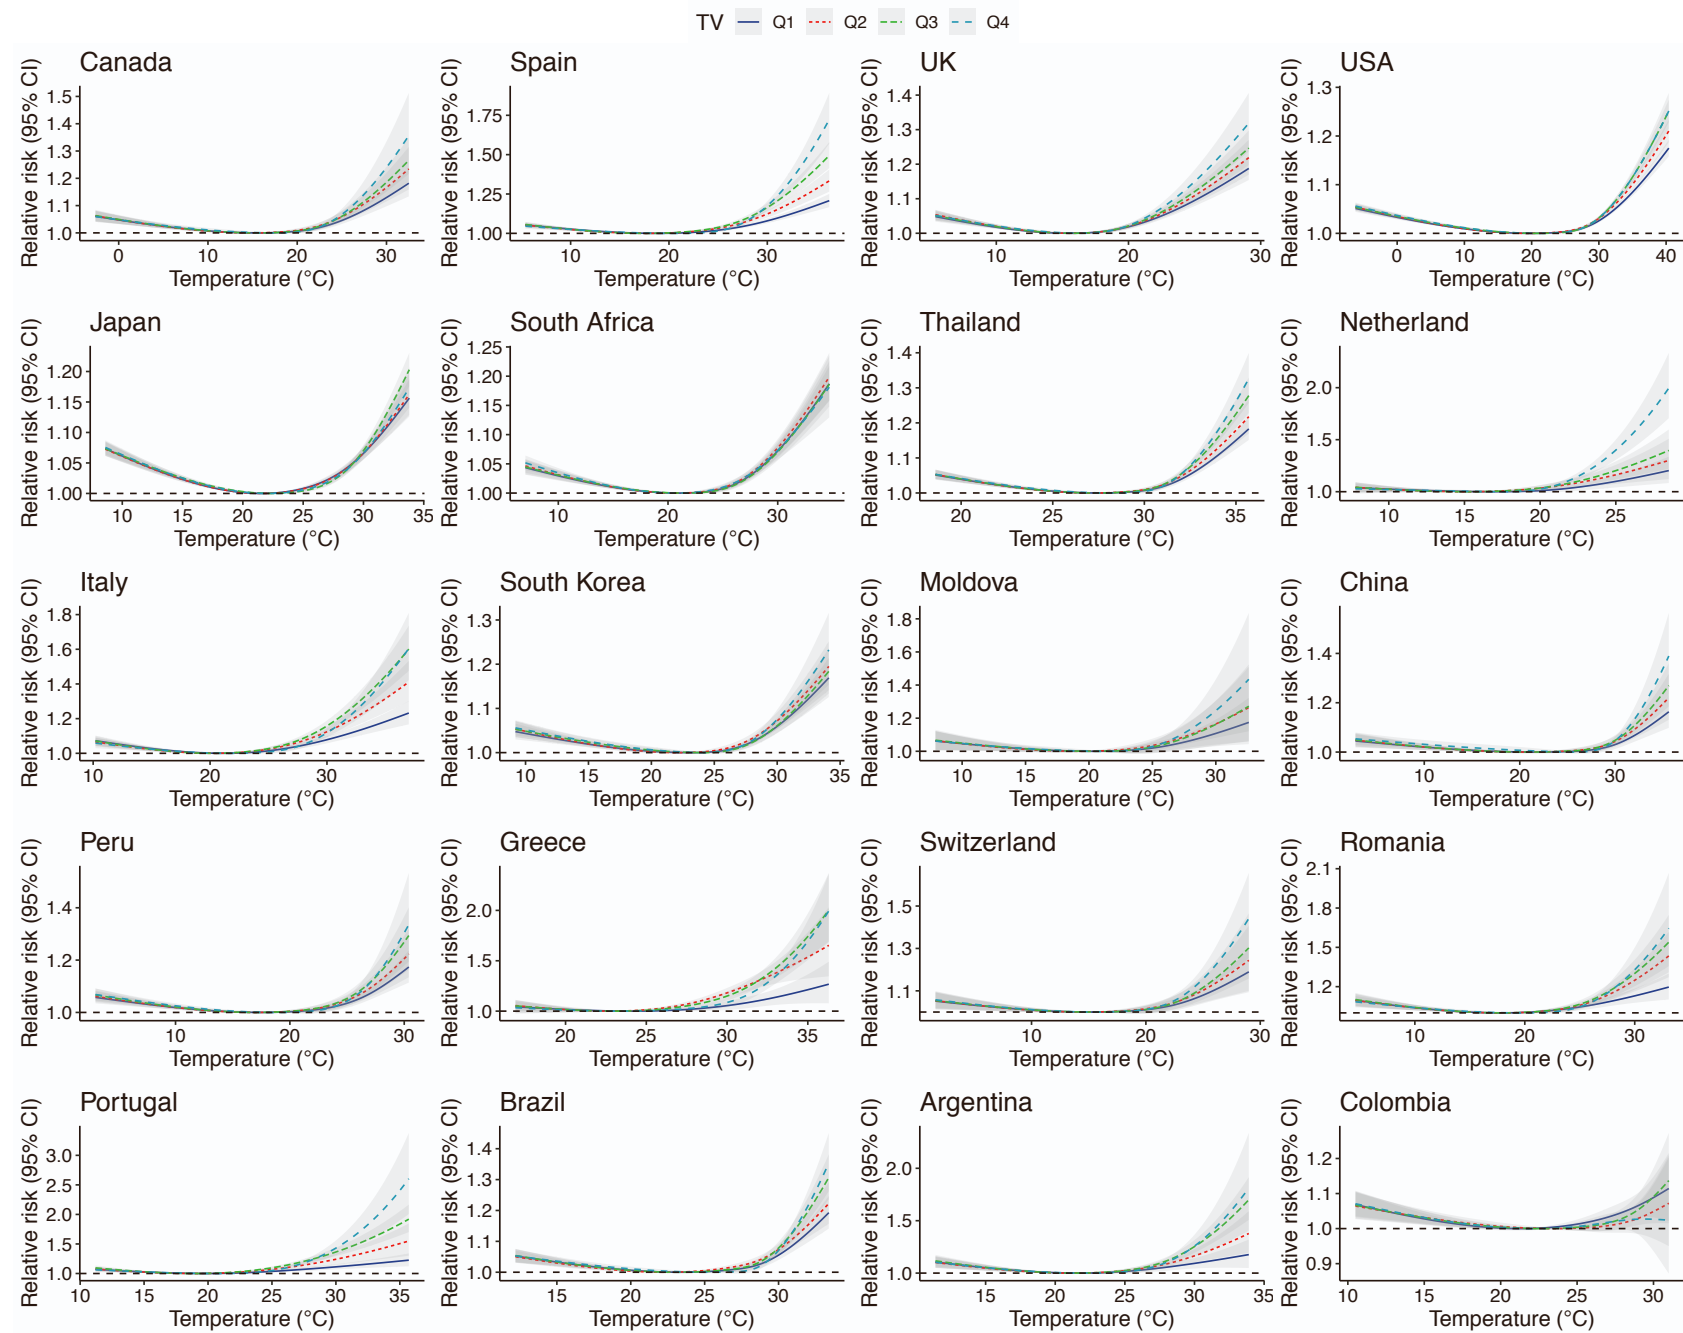 TV Q1 Q2 Q3 Q4
Canada
Relative risk (95% CI)
1.5
1.4
1.3
1.2
1.1
1.0
0 10 20 30
Temperature (°C)
Spain
Relative risk (95% CI)
1.75
1.50
1.25
1.00
10 20 30
Temperature (°C)
UK
Relative risk (95% CI)
1.4
1.3
1.2
1.1
1.0
10 20 30
Temperature (°C)
USA
Relative risk (95% CI)
1.3
1.2
1.1
1.0
0 10 20 30 40
Temperature (°C)
Japan
Relative risk (95% CI)
1.20
1.15
1.10
1.05
1.00
10 15 20 25 30 35
Temperature (°C)
South Africa
Relative risk (95% CI)
1.25
1.20
1.15
1.10
1.05
1.00
10 20 30
Temperature (°C)
Thailand
Relative risk (95% CI)
1.4
1.3
1.2
1.1
1.0
20 25 30 35
Temperature (°C)
Netherland
Relative risk (95% CI)
2.0
1.5
1.0
10 15 20 25
Temperature (°C)
Italy
Relative risk (95% CI)
1.8
1.6
1.4
1.2
1.0
10 20 30
Temperature (°C)
South Korea
Relative risk (95% CI)
1.3
1.2
1.1
1.0
10 15 20 25 30 35
Temperature (°C)
Moldova
Relative risk (95% CI)
1.8
1.6
1.4
1.2
1.0
10 15 20 25 30
Temperature (°C)
China
Relative risk (95% CI)
1.4
1.2
1.0
10 20 30
Temperature (°C)
Peru
Relative risk (95% CI)
1.4
1.2
1.0
10 20 30
Temperature (°C)
Greece
Relative risk (95% CI)
2.0
1.5
1.0
20 25 30 35
Temperature (°C)
Switzerland
Relative risk (95% CI)
1.5
1.3
1.1
10 20 30
Temperature (°C)
Romania
Relative risk (95% CI)
2.1
1.8
1.5
1.2
10 20 30
Temperature (°C)
Portugal
Relative risk (95% CI)
3.0
2.5
2.0
1.5
1.0
10 15 20 25 30 35
Temperature (°C)
Brazil
Relative risk (95% CI)
1.4
1.3
1.2
1.1
1.0
15 20 25 30
Temperature (°C)
Argentina
Relative risk (95% CI)
2.0
1.5
1.0
15 20 25 30 35
Temperature (°C)
Colombia
Relative risk (95% CI)
1.2
1.1
1.0
0.9
10 15 20 25 30
Temperature (°C)